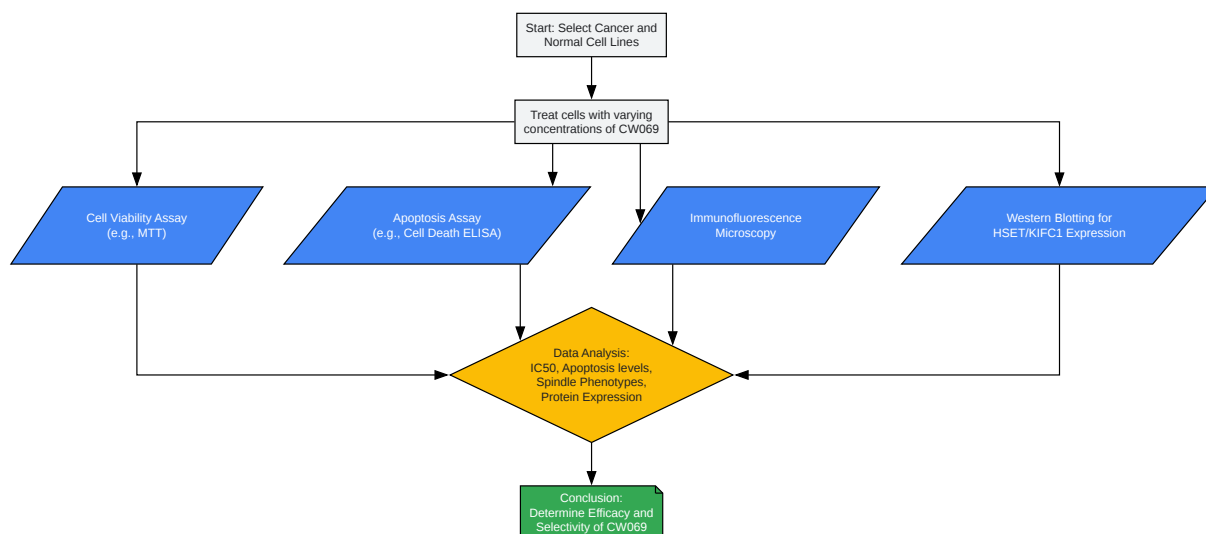 Start: Select Cancer and
Normal Cell Lines
Treat cells with varying
concentrations of CW069
Cell Viability Assay
(e.g., MTT)
Apoptosis Assay
(e.g., Cell Death ELISA)
Immunofluorescence
Microscopy
Western Blotting for
HSET/KIFC1 Expression
Data Analysis:
IC50, Apoptosis levels,
Spindle Phenotypes,
Protein Expression
Conclusion:
Determine Efficacy and
Selectivity of CW069